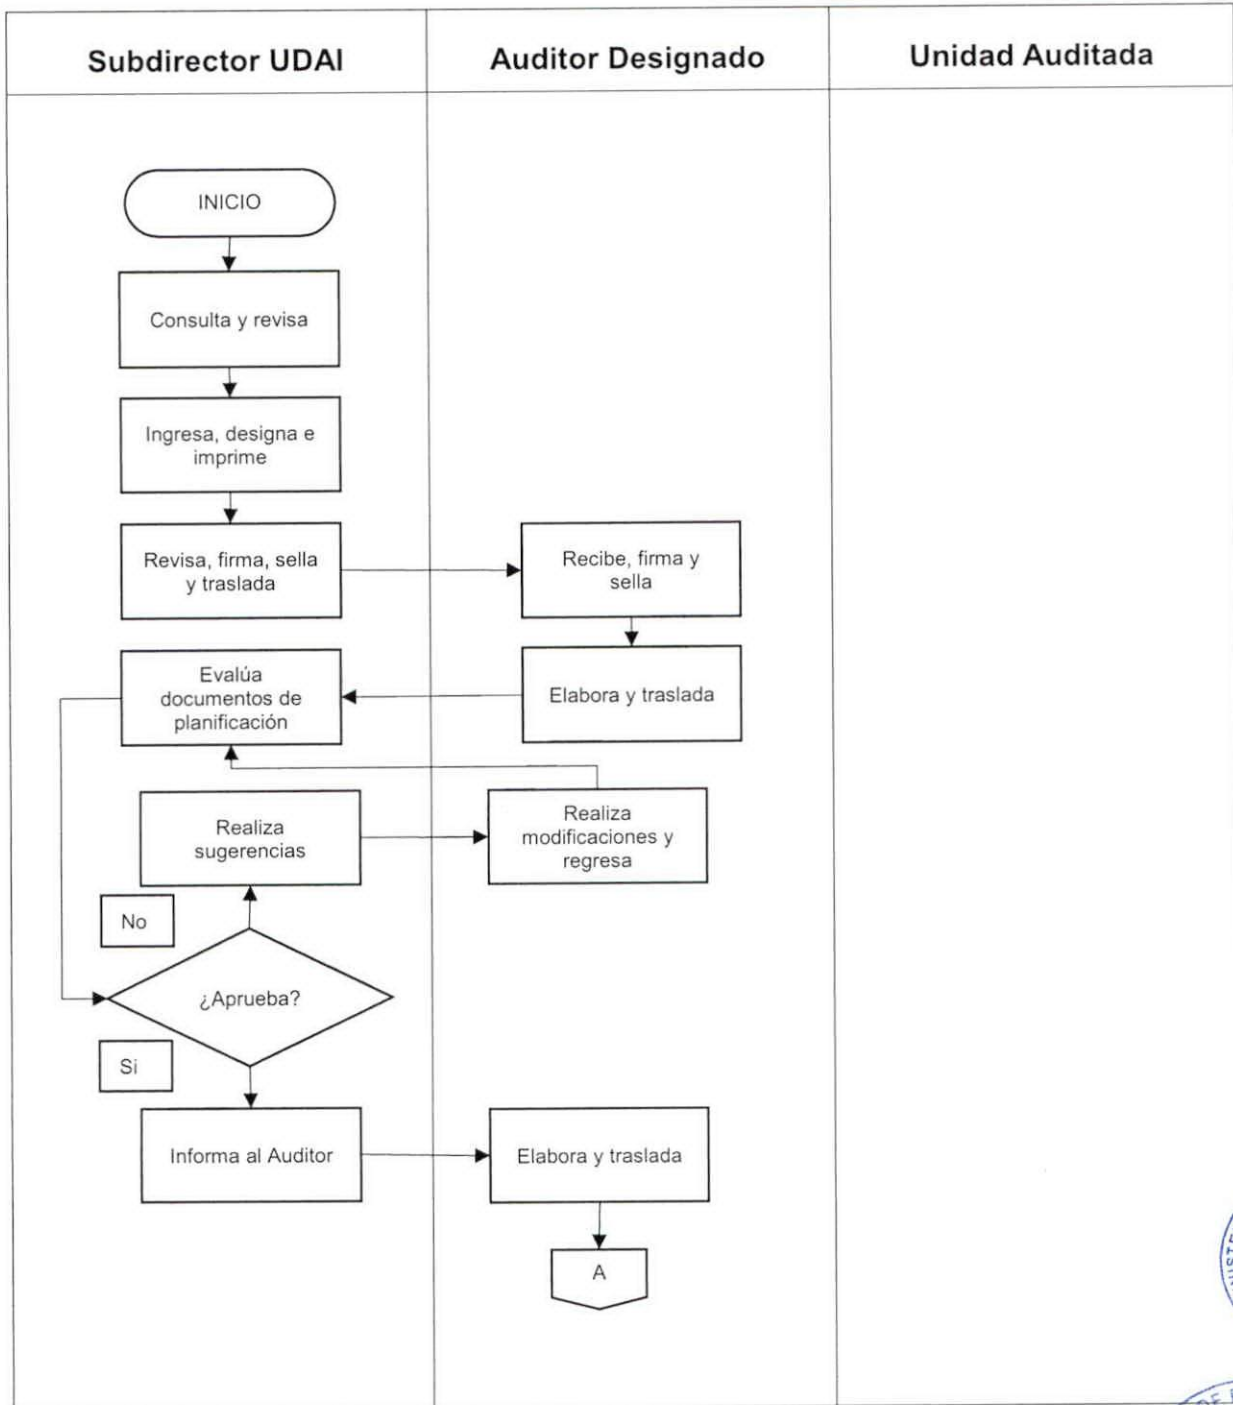 Subdirector UDAI
Auditor Designado
Unidad Auditada
INICIO
Consulta y revisa
Ingresa, designa e
imprime
Revisa, firma, sella
y traslada
Recibe, firma y
sella
Evalúa
documentos de
planificación
Elabora y traslada
Realiza
sugerencias
Realiza
modificaciones y
regresa
No
¿Aprueba?
Si
Informa al Auditor
Elabora y traslada
A